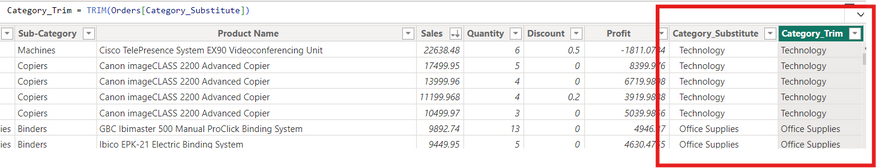 Category_Trim = TRIM(Orders[Category_Substitute])
Sub-Category Product Name Sales Quantity Discount Profit Category_Substitute Category_Trim
Machines Cisco TelePresence System EX90 Videoconferencing Unit 22638.48 6 0.5 Technology Technology
Copiers Canon imageCLASS 2200 Advanced Copier 17499.95 5 0 Technology Technology
Copiers Canon imageCLASS 2200 Advanced Copier 13999.96 4 0 Technology Technology
Copiers Canon imageCLASS 2200 Advanced Copier 11199.968 4 0.2 Technology Technology
Copiers Canon imageCLASS 2200 Advanced Copier 10499.97 3 0 Technology Technology
ies Binders GBC Ibimaster 500 Manual ProClick Binding System 9892.74 13 0 Office Supplies Office Supplies
ies Binders Ibico EPK-21 Electric Binding System 9449.95 5 0 Office Supplies Office Supplies